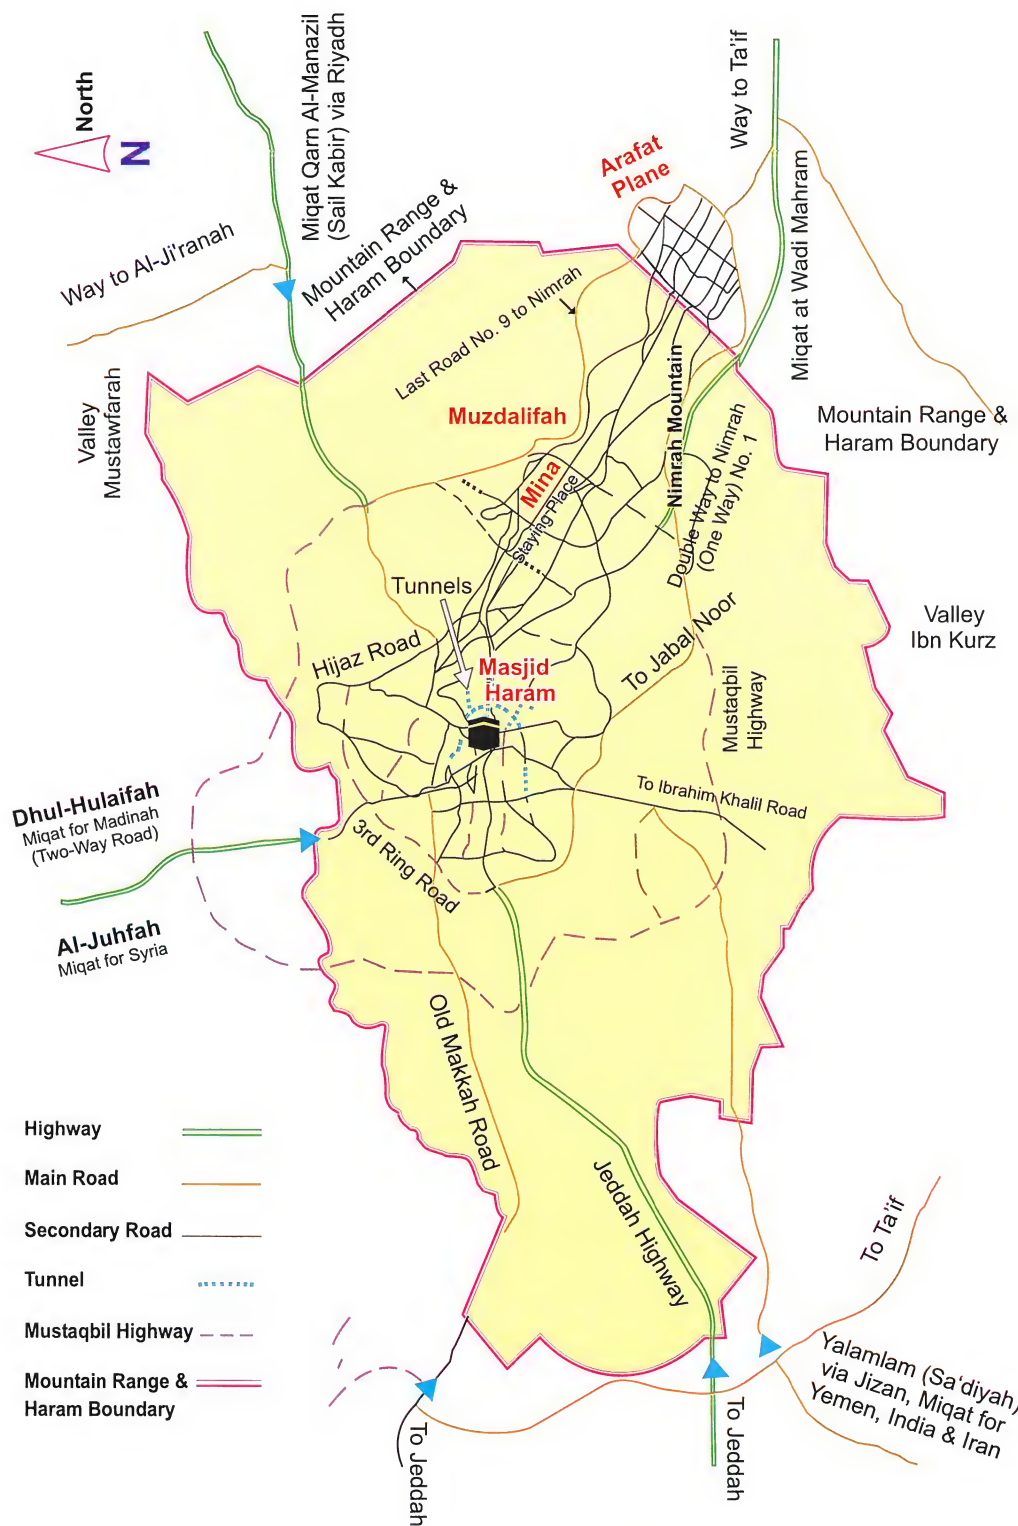 North
N
Miqat Qarn Al-Manazil
(Sail Kabir) via Riyadh
Way to Ta'if
Arafat
Plane
Way to Al-Ji'ranah
Mountain Range &
Haram Boundary
Miqat at Wadi Mahram
Last Road No. 9 to Nimrah
Valley
Mustawfarah
Muzdalifah
Nimrah Mountain
Mountain Range &
Haram Boundary
Mina
Staying Place
Double Way to Nimrah
(One Way) No. 1
Tunnels
Valley
Ibn Kurz
Hijaz Road
To Jabal Noor
Masjid
Haram
Mustaqbil
Highway
Dhul-Hulaifah
Miqat for Madinah
(Two-Way Road)
To Ibrahim Khalil Road
3rd Ring Road
Al-Juhfah
Miqat for Syria
Old Makkah Road
Jeddah Highway
To Ta'if
Yalamlam (Sa'diyah)
via Jizan, Miqat for
Yemen, India & Iran
To Jeddah
To Jeddah
Highway
Main Road
Secondary Road
Tunnel
Mustaqbil Highway
Mountain Range &
Haram Boundary